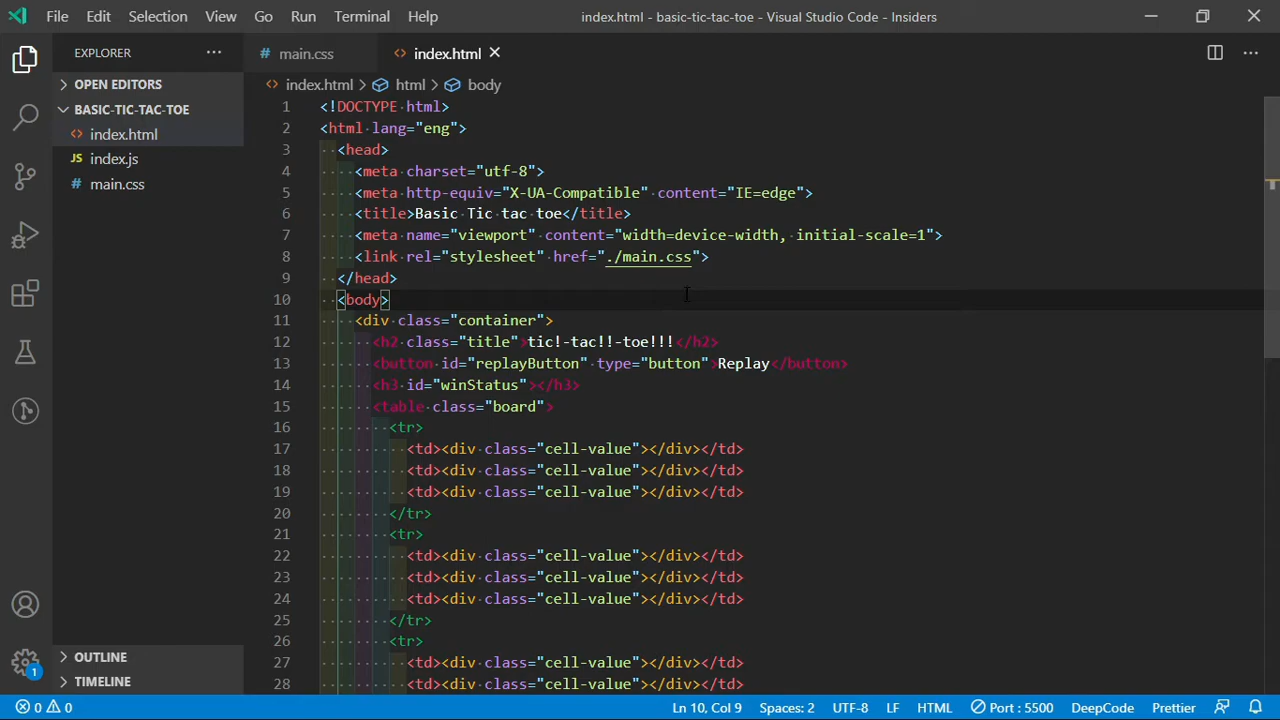 File Edit Selection View Go Run Terminal Help index.html - basic-tic-tac-toe - Visual Studio Code - Insiders
EXPLORER
OPEN EDITORS
BASIC-TIC-TAC-TOE
index.html
JS index.js
# main.css
OUTLINE
TIMELINE
1
# main.css index.html
index.html > html > body
1 <!DOCTYPE html>
2 <html lang="eng">
3 <head>
4 <meta charset="utf-8">
5 <meta http-equiv="X-UA-Compatible" content="IE=edge">
6 <title>Basic Tic tac toe</title>
7 <meta name="viewport" content="width=device-width, initial-scale=1">
8 <link rel="stylesheet" href="./main.css">
9 </head>
10 <body>
11 <div class="container">
12 <h2 class="title">tic!-tac!!-toe!!!</h2>
13 <button id="replayButton" type="button">Replay</button>
14 <h3 id="winStatus"></h3>
15 <table class="board">
16 <tr>
17 <td><div class="cell-value"></div></td>
18 <td><div class="cell-value"></div></td>
19 <td><div class="cell-value"></div></td>
20 </tr>
21 <tr>
22 <td><div class="cell-value"></div></td>
23 <td><div class="cell-value"></div></td>
24 <td><div class="cell-value"></div></td>
25 </tr>
26 <tr>
27 <td><div class="cell-value"></div></td>
28 <td><div class="cell-value"></div></td>
0 0 Ln 10, Col 9 Spaces: 2 UTF-8 LF HTML Port : 5500 DeepCode Prettier